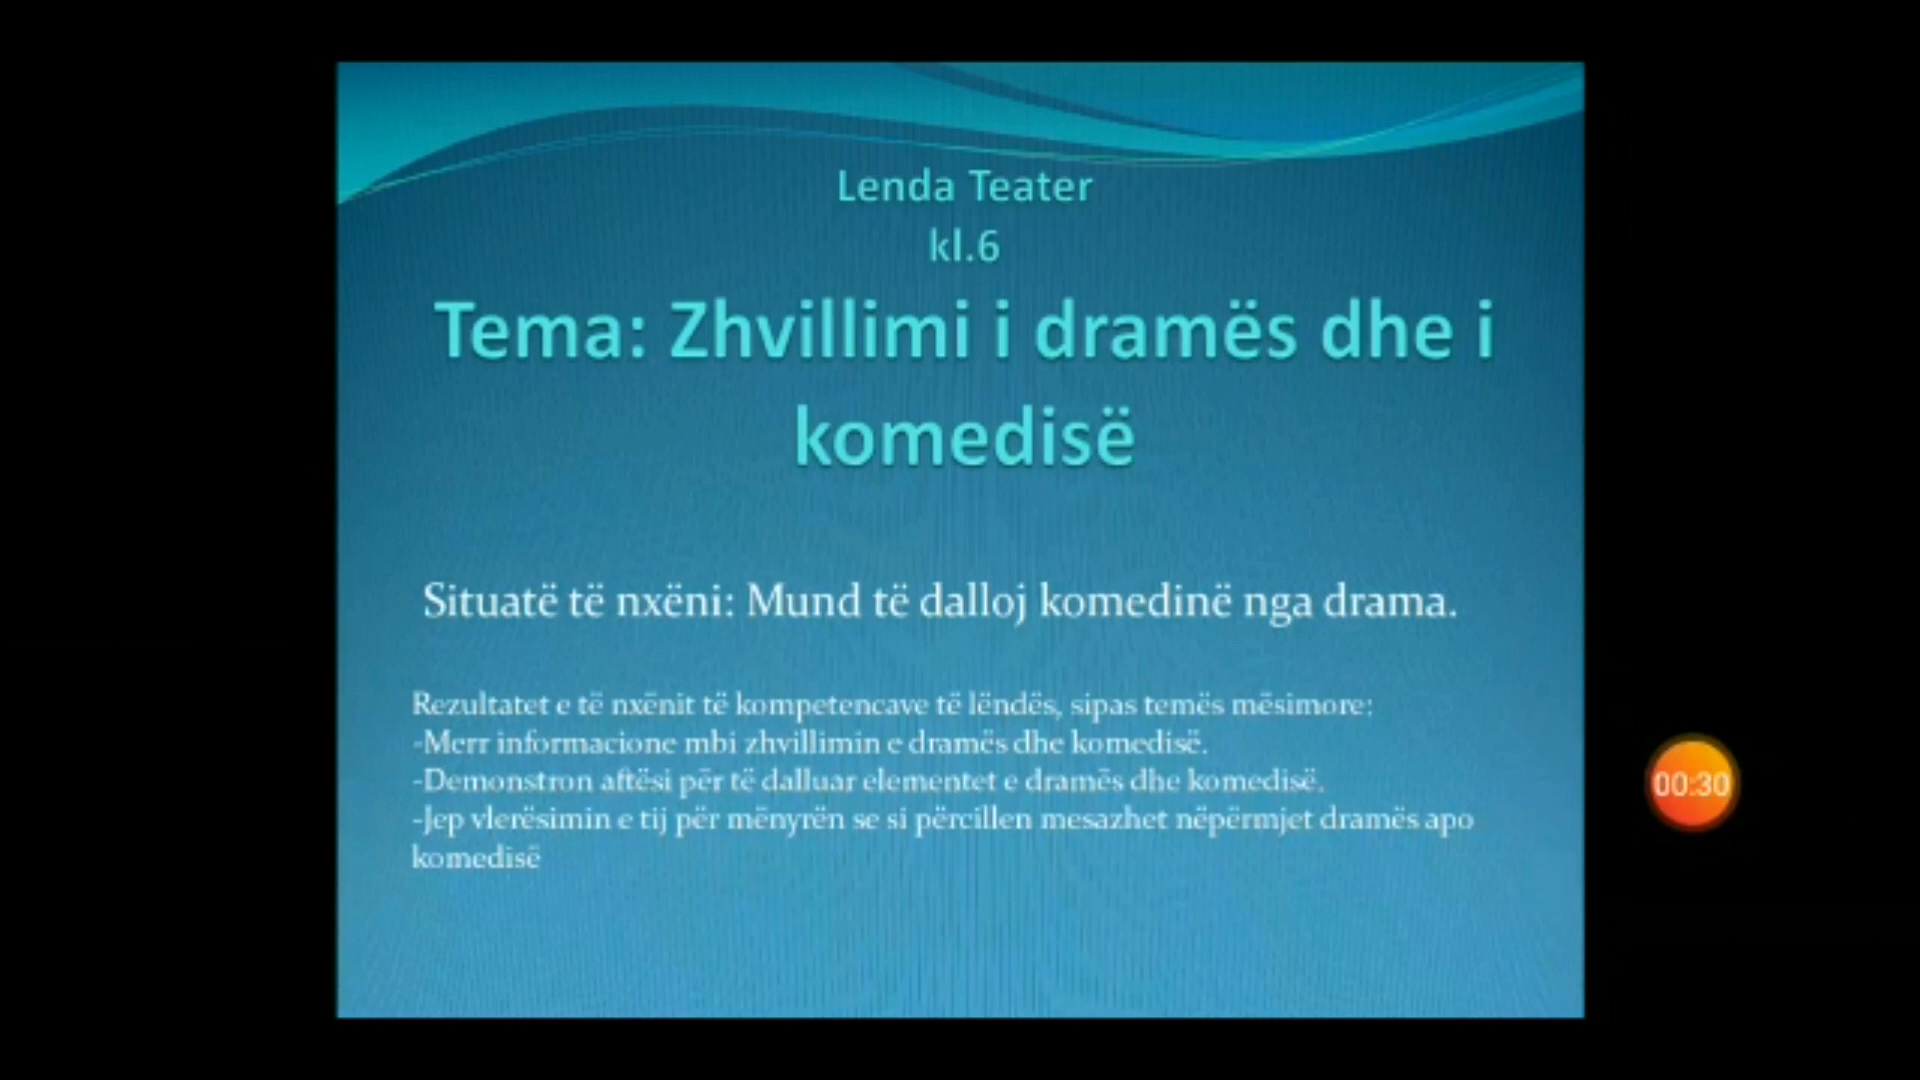 Lenda Teater
kl.6
Tema: Zhvillimi i dramës dhe i
komedisë
Situatë të nxëni: Mund të dalloj komedinë nga drama.
Rezultatet e të nxënit të kompetencave të lëndës, sipas temës mësimore:
-Merr informacione mbi zhvillimin e dramës dhe komedisë.
-Demonstron aftësi për të dalluar elementet e dramës dhe komedisë.
-Jep vlerësimin e tij për mënyrën se si përcillen mesazhet nëpërmjet dramës apo
komedisë
00:30